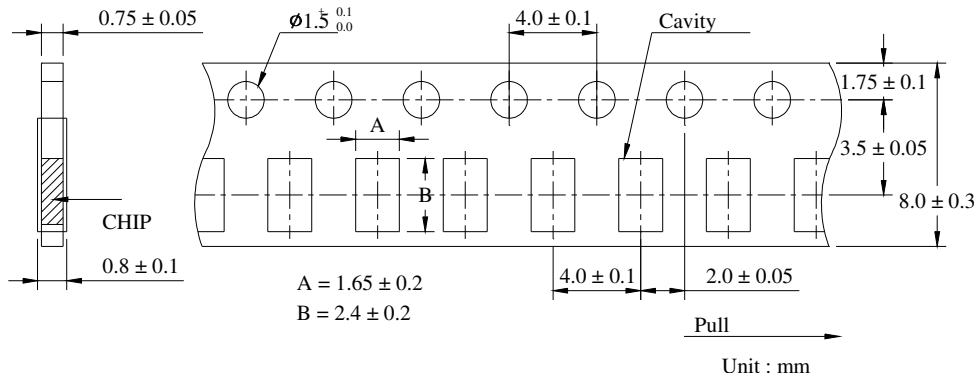 0.75 ± 0.05
ϕ1.5 + 0.1 0.0
4.0 ± 0.1
Cavity
1.75 ± 0.1
A
3.5 ± 0.05
B
8.0 ± 0.3
CHIP
0.8 ± 0.1
4.0 ± 0.1
2.0 ± 0.05
A = 1.65 ± 0.2
B = 2.4 ± 0.2
Pull
Unit : mm